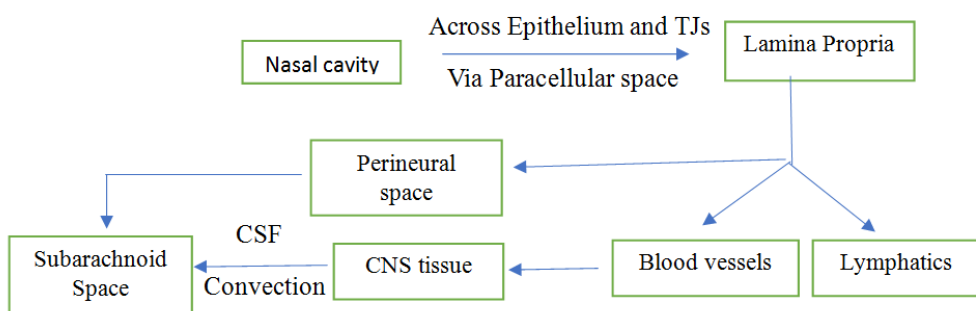 Across Epithelium and TJs
Nasal cavity
Lamina Propria
Via Paracellular space
Perineural
space
CSF
Subarachnoid
Space
CNS tissue
Blood vessels
Lymphatics
Convection